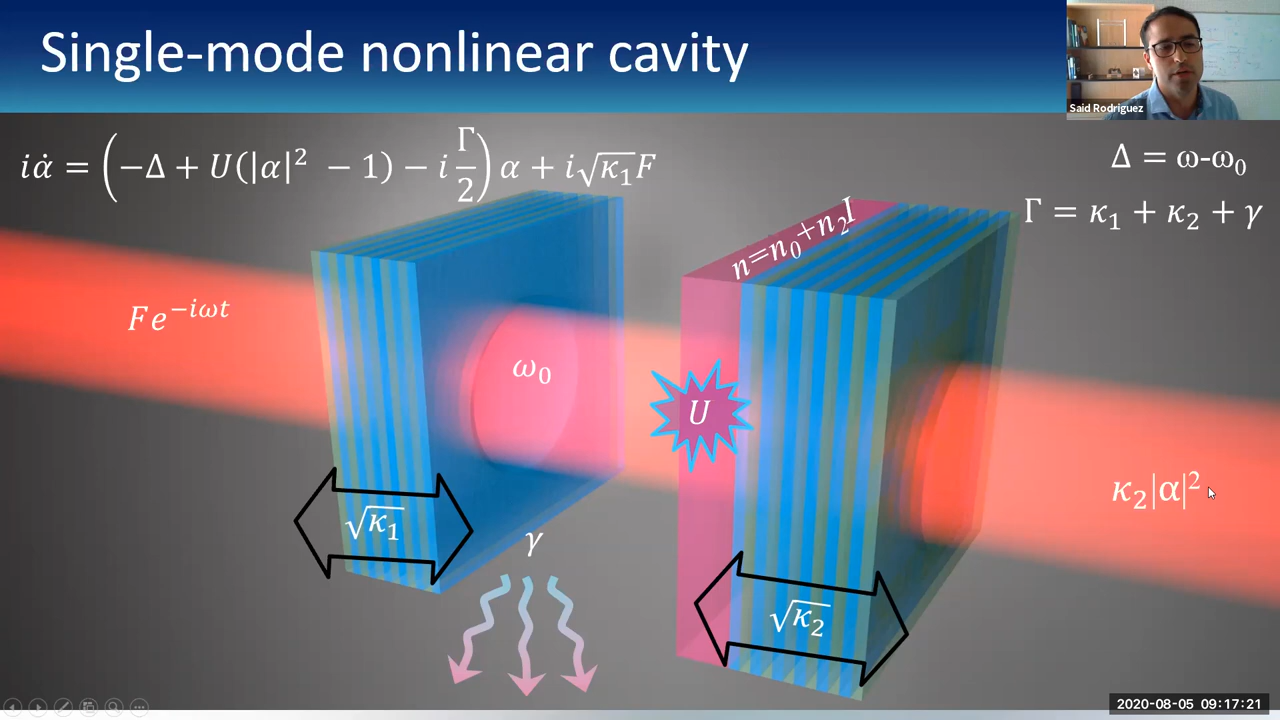 Single-mode nonlinear cavity
Said Rodriguez
iα̇ = (−Δ + U(|α|² − 1) − i Γ/2) α + i√κ₁F
Δ = ω-ω₀
Γ = κ₁ + κ₂ + γ
n=n₀+n₂I
Fe^{−iωt}
ω₀
U
κ₂|α|²
√κ₁
γ
√κ₂
2020-08-05 09:17:21